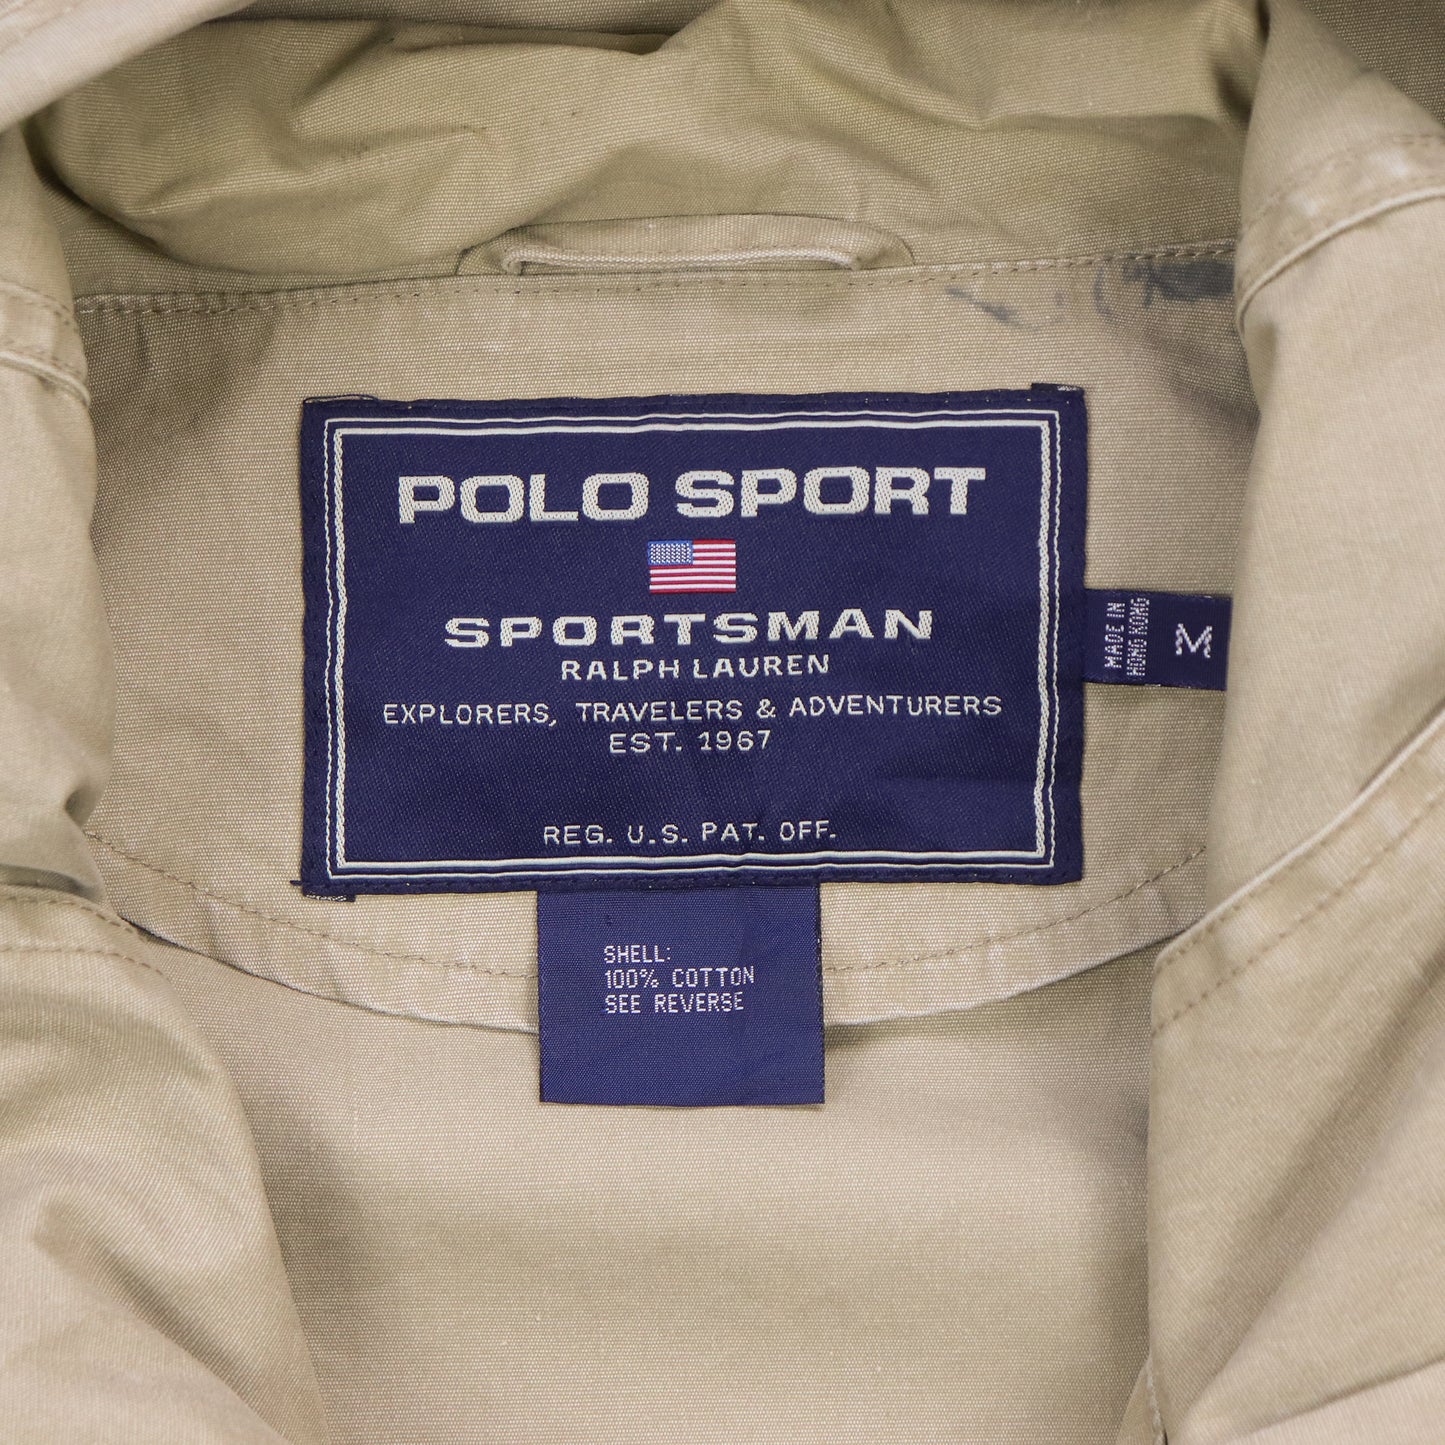 POLO SPORT
SPORTSMAN
RALPH LAUREN
EXPLORERS, TRAVELERS & ADVENTURERS
EST. 1967
REG. U.S. PAT. OFF.
MADE IN
HONG KONG
M
SHELL:
100% COTTON
SEE REVERSE